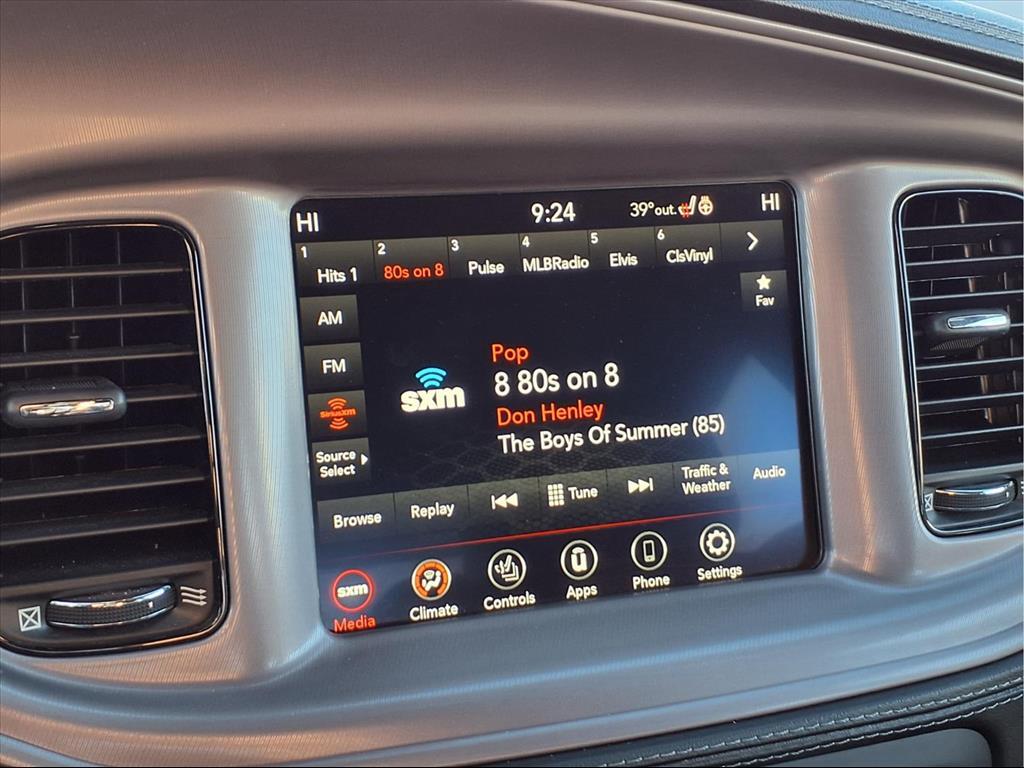 HI 9:24 39°out. HI
1 Hits 1 2 80s on 8 3 Pulse 4 MLBRadio 5 Elvis 6 ClsVinyl
AM
FM
SiriusXM
Source
Select
Fav
sxm
Pop
8 80s on 8
Don Henley
The Boys Of Summer (85)
Browse Replay Tune Traffic &
Weather Audio
sxm
Media Climate Controls Apps Phone Settings